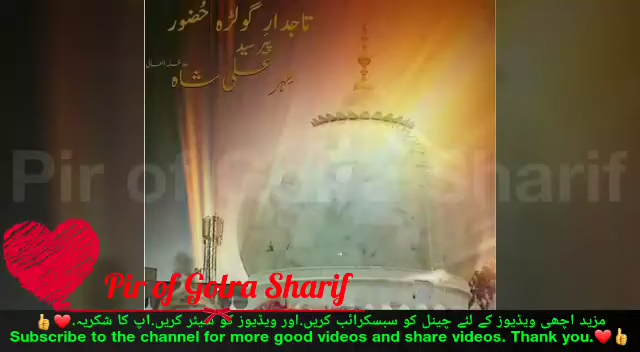 تاجدارِ گولڑہ حُضور
پیر سید
مہر علی شاہ
Pir of Golra Sharif
Pir of Golra Sharif
مزید اچھی ویڈیوز کے لئے چینل کو سبسکرائب کریں.اور ویڈیوز کو شیئر کریں.آپ کا شکریہ.❤️👍
Subscribe to the channel for more good videos and share videos. Thank you.❤️👍